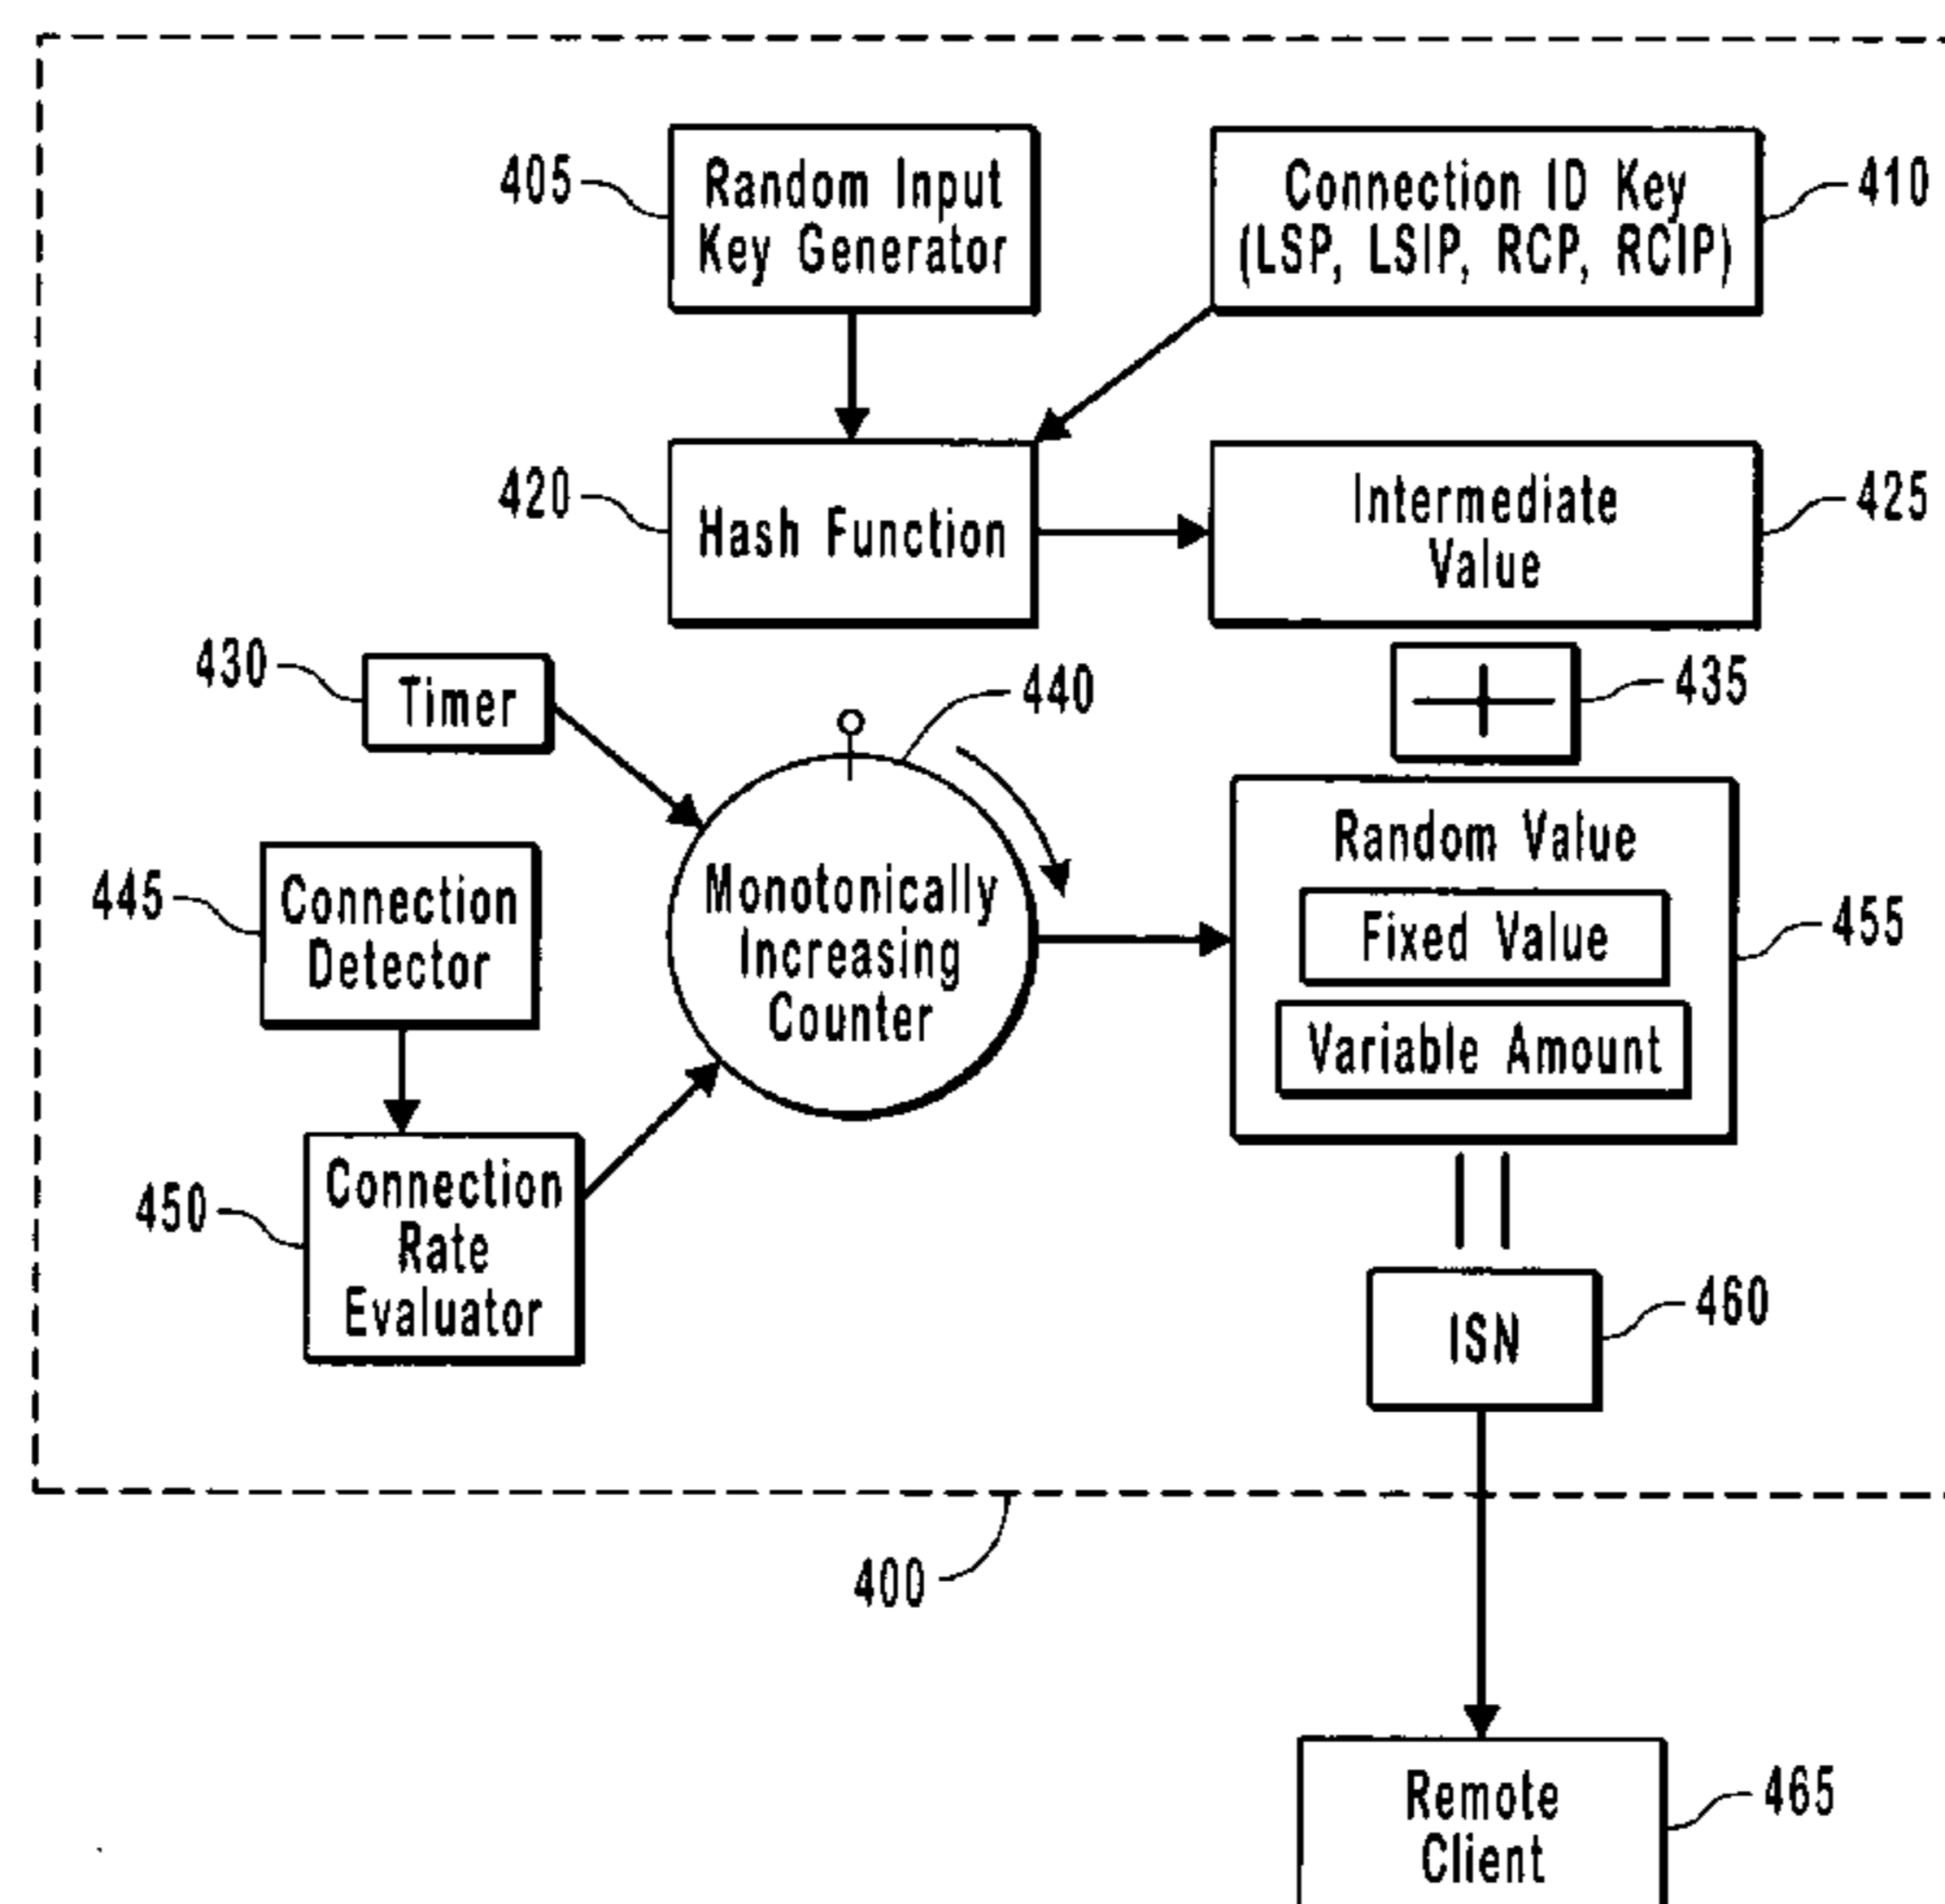 405
Random Input
Key Generator
Connection ID Key
(LSP, LSIP, RCP, RCIP)
410
420
Hash Function
Intermediate
Value
425
430
Timer
440
+
435
445
Connection
Detector
Monotonically
Increasing
Counter
Random Value
Fixed Value
Variable Amount
455
450
Connection
Rate
Evaluator
ISN
460
400
Remote
Client
465